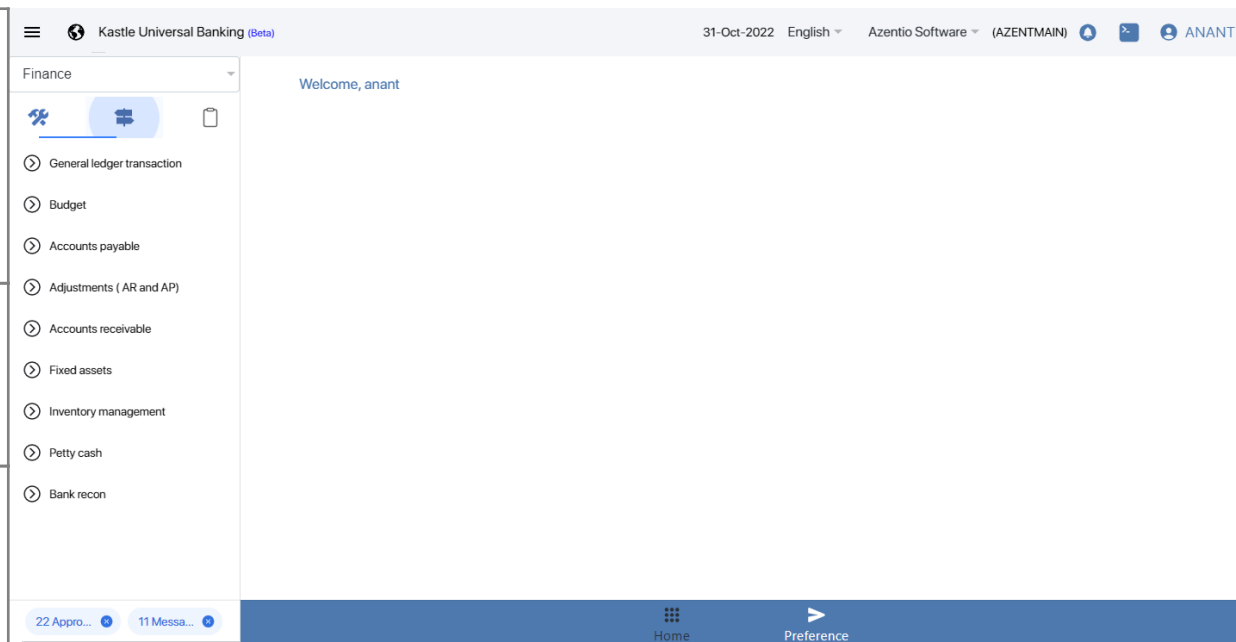 Kastle Universal Banking (Beta)
31-Oct-2022 English Azentio Software (AZENTMAIN) ANANT
Finance
Welcome, anant
General ledger transaction
Budget
Accounts payable
Adjustments ( AR and AP)
Accounts receivable
Fixed assets
Inventory management
Petty cash
Bank recon
22 Appro... 11 Messa...
Home Preference